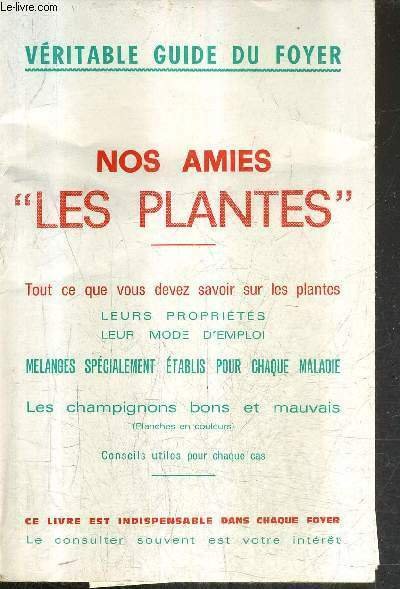 Le-livre.com
VÉRITABLE GUIDE DU FOYER
NOS AMIES
"LES PLANTES"
Tout ce que vous devez savoir sur les plantes
LEURS PROPRIÉTÉS
LEUR MODE D'EMPLOI
MELANGES SPÉCIALEMENT ÉTABLIS POUR CHAQUE MALADIE
Les champignons bons et mauvais
(Planches en couleurs)
Conseils utiles pour chaque cas
CE LIVRE EST INDISPENSABLE DANS CHAQUE FOYER
Le consulter souvent est votre intérêt